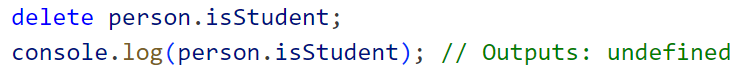 delete person.isStudent;
console.log(person.isStudent); // Outputs: undefined